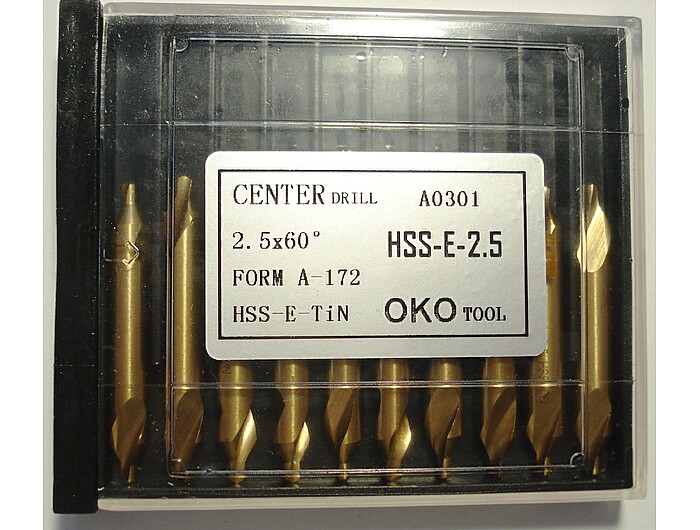 CENTER DRILL A0301
2.5x60° HSS-E-2.5
FORM A-172
HSS-E-TiN OKO TOOL